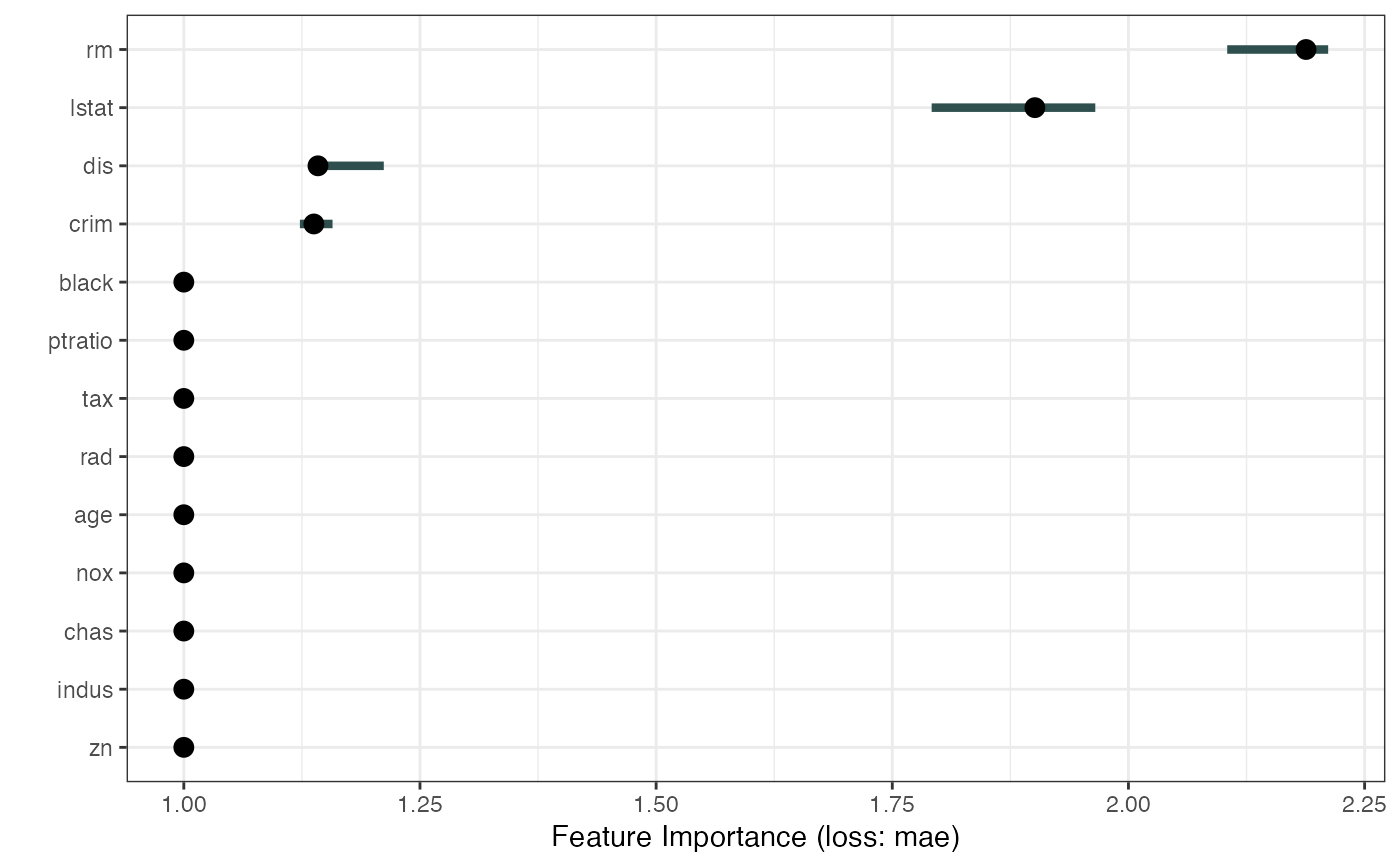 rm
lstat
dis
crim
black
ptratio
tax
rad
age
nox
chas
indus
zn
1.00 1.25 1.50 1.75 2.00 2.25
Feature Importance (loss: mae)